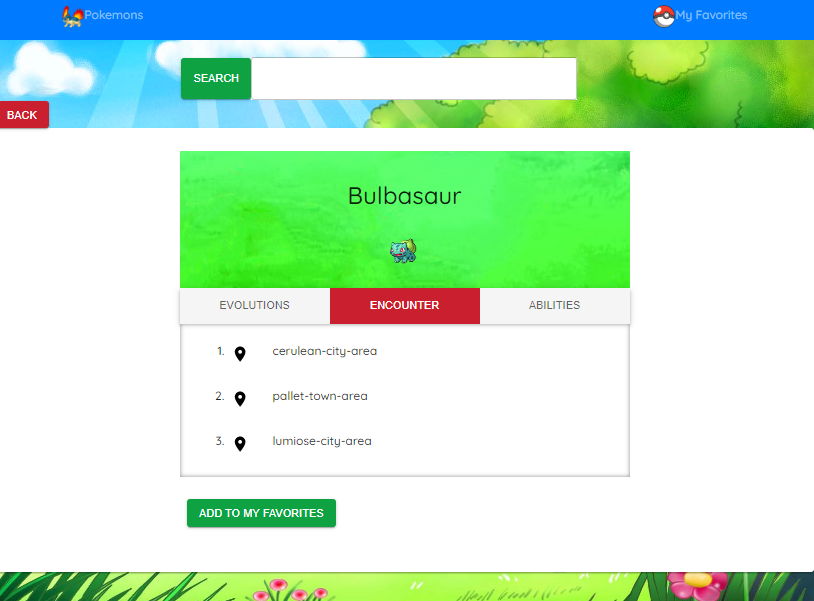 Pokemons
My Favorites
SEARCH
BACK
Bulbasaur
EVOLUTIONS
ENCOUNTER
ABILITIES
1. cerulean-city-area
2. pallet-town-area
3. lumiose-city-area
ADD TO MY FAVORITES